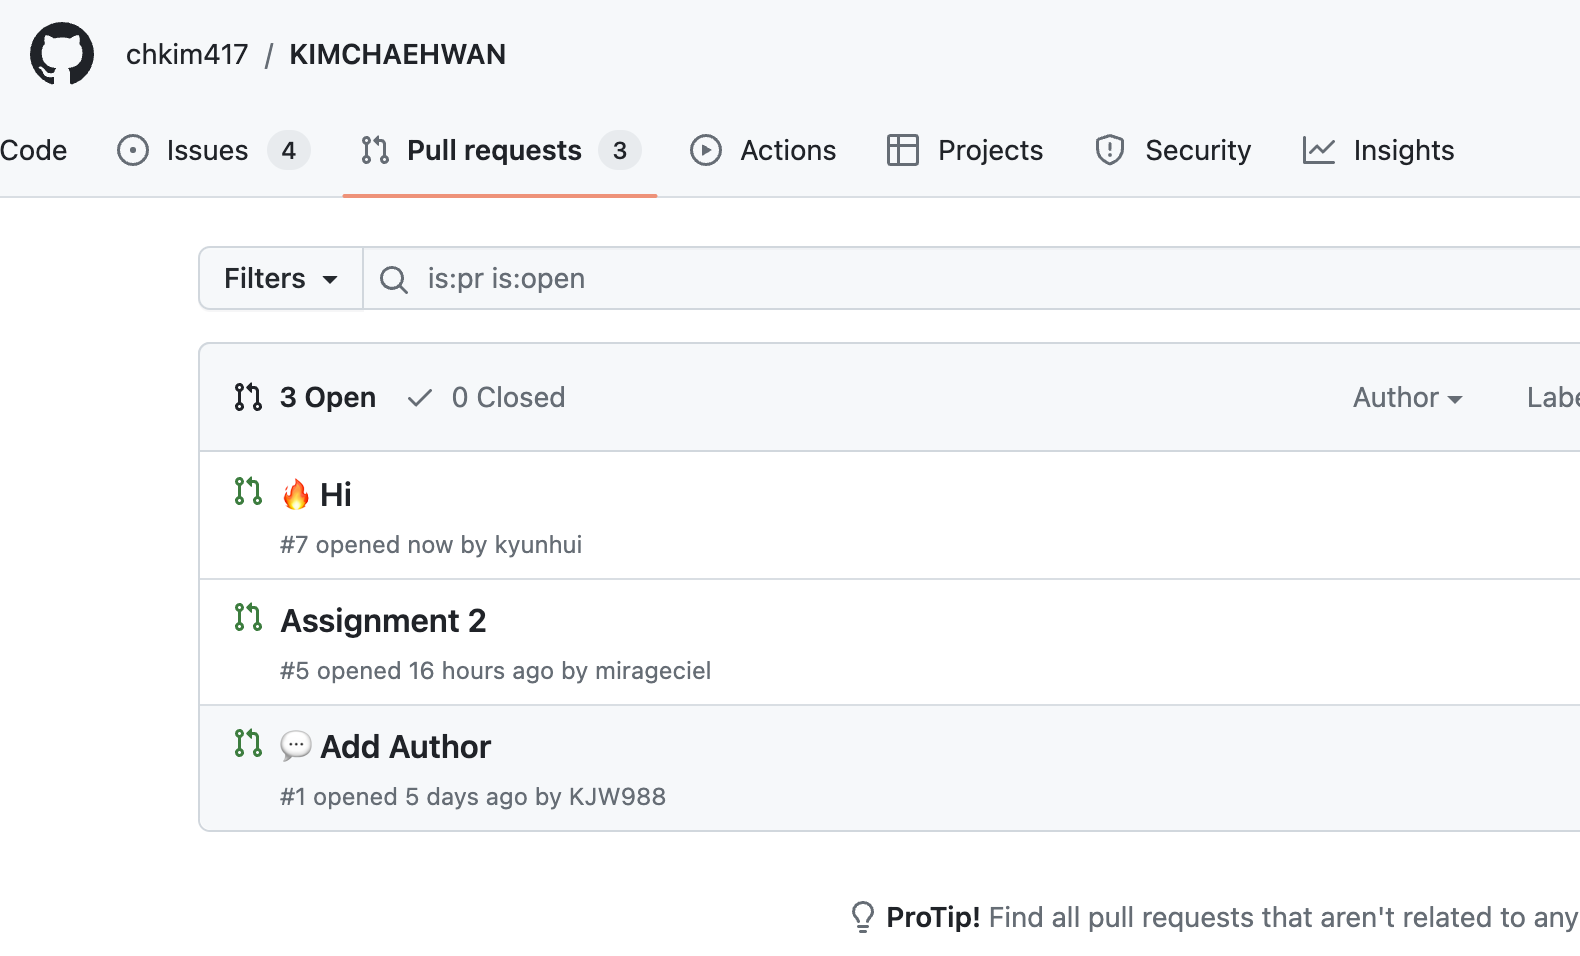 chkim417 / KIMCHAEHWAN
Code Issues 4 Pull requests 3 Actions Projects Security Insights
Filters is:pr is:open
3 Open 0 Closed Author Labe
🔥 Hi
#7 opened now by kyunhui
Assignment 2
#5 opened 16 hours ago by mirageciel
💬 Add Author
#1 opened 5 days ago by KJW988
ProTip! Find all pull requests that aren't related to any